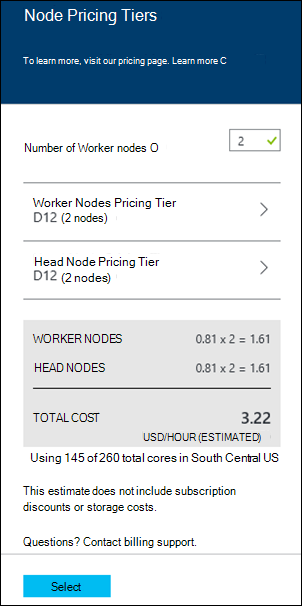 Node Pricing Tiers
To learn more, visit our pricing page. Learn more C
Number of Worker nodes O
2
Worker Nodes Pricing Tier
D12 (2 nodes)
Head Node Pricing Tier
D12 (2 nodes)
WORKER NODES 0.81 x 2 = 1.61
HEAD NODES 0.81 x 2 = 1.61
TOTAL COST 3.22
USD/HOUR (ESTIMATED)
Using 145 of 260 total cores in South Central US
This estimate does not include subscription
discounts or storage costs.
Questions? Contact billing support.
Select